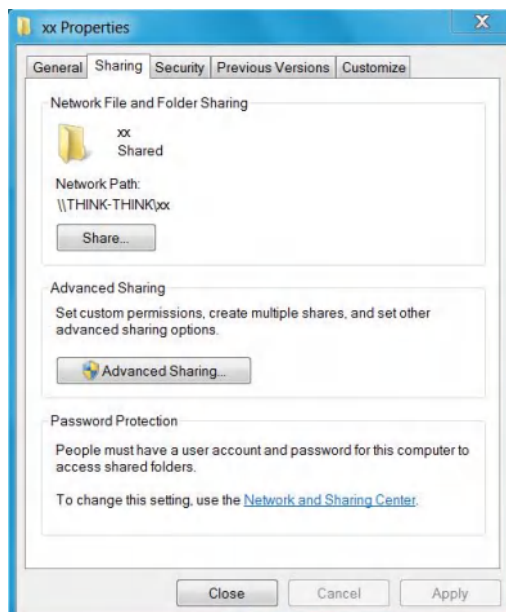 xx Properties
General Sharing Security Previous Versions Customize
Network File and Folder Sharing
xx
Shared
Network Path:
\\THINK-THINK\xx
Share...
Advanced Sharing
Set custom permissions, create multiple shares, and set other
advanced sharing options.
Advanced Sharing...
Password Protection
People must have a user account and password for this computer to
access shared folders.
To change this setting, use the Network and Sharing Center.
Close Cancel Apply